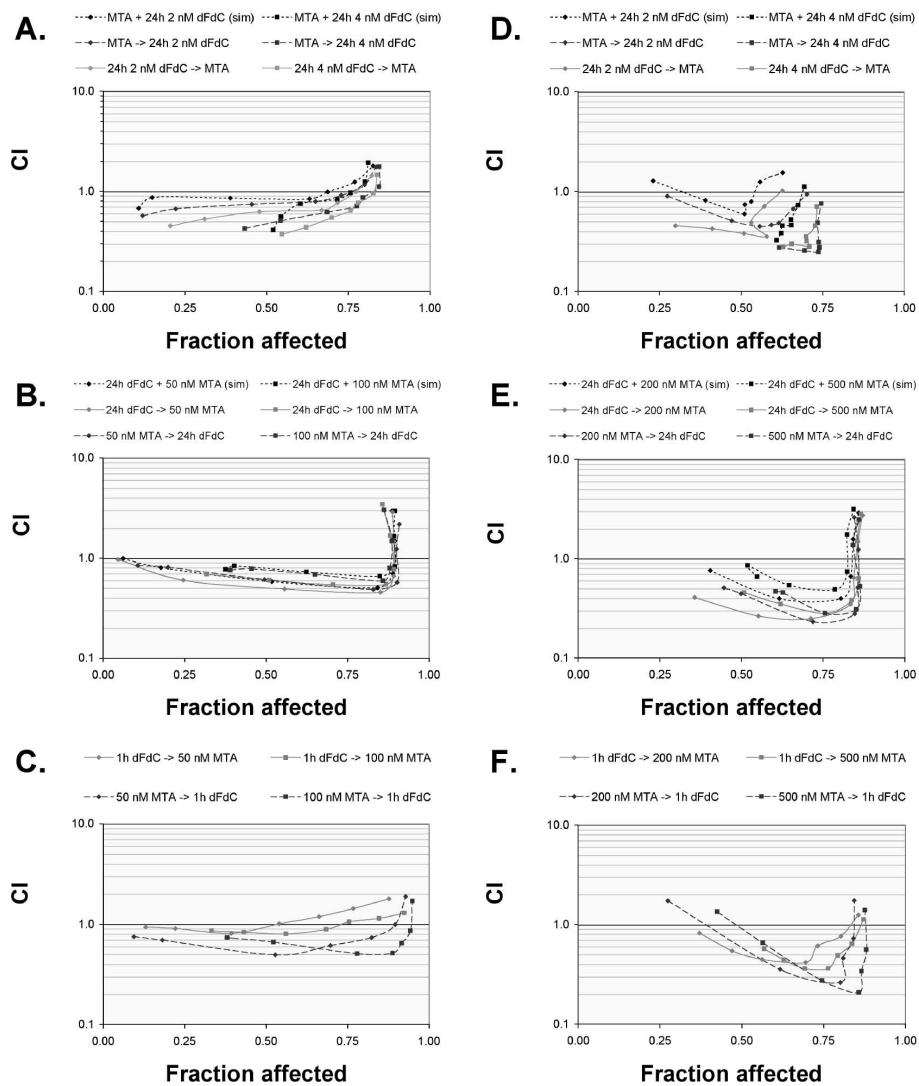 A.
MTA + 24h 2 nM dFdC (sim) MTA + 24h 4 nM dFdC (sim)
MTA -> 24h 2 nM dFdC MTA -> 24h 4 nM dFdC
24h 2 nM dFdC -> MTA 24h 4 nM dFdC -> MTA
10.0
CI
1.0
0.1
0.00 0.25 0.50 0.75 1.00
Fraction affected
D.
MTA + 24h 2 nM dFdC (sim) MTA + 24h 4 nM dFdC (sim)
MTA -> 24h 2 nM dFdC MTA -> 24h 4 nM dFdC
24h 2 nM dFdC -> MTA 24h 4 nM dFdC -> MTA
10.0
CI
1.0
0.1
0.00 0.25 0.50 0.75 1.00
Fraction affected
B.
24h dFdC + 50 nM MTA (sim) 24h dFdC + 100 nM MTA (sim)
24h dFdC -> 50 nM MTA 24h dFdC -> 100 nM MTA
50 nM MTA -> 24h dFdC 100 nM MTA -> 24h dFdC
10.0
CI
1.0
0.1
0.00 0.25 0.50 0.75 1.00
Fraction affected
E.
24h dFdC + 200 nM MTA (sim) 24h dFdC + 500 nM MTA (sim)
24h dFdC -> 200 nM MTA 24h dFdC -> 500 nM MTA
200 nM MTA -> 24h dFdC 500 nM MTA -> 24h dFdC
10.0
CI
1.0
0.1
0.00 0.25 0.50 0.75 1.00
Fraction affected
C.
1h dFdC -> 50 nM MTA 1h dFdC -> 100 nM MTA
50 nM MTA -> 1h dFdC 100 nM MTA -> 1h dFdC
10.0
CI
1.0
0.1
0.00 0.25 0.50 0.75 1.00
Fraction affected
F.
1h dFdC -> 200 nM MTA 1h dFdC -> 500 nM MTA
200 nM MTA -> 1h dFdC 500 nM MTA -> 1h dFdC
10.0
CI
1.0
0.1
0.00 0.25 0.50 0.75 1.00
Fraction affected